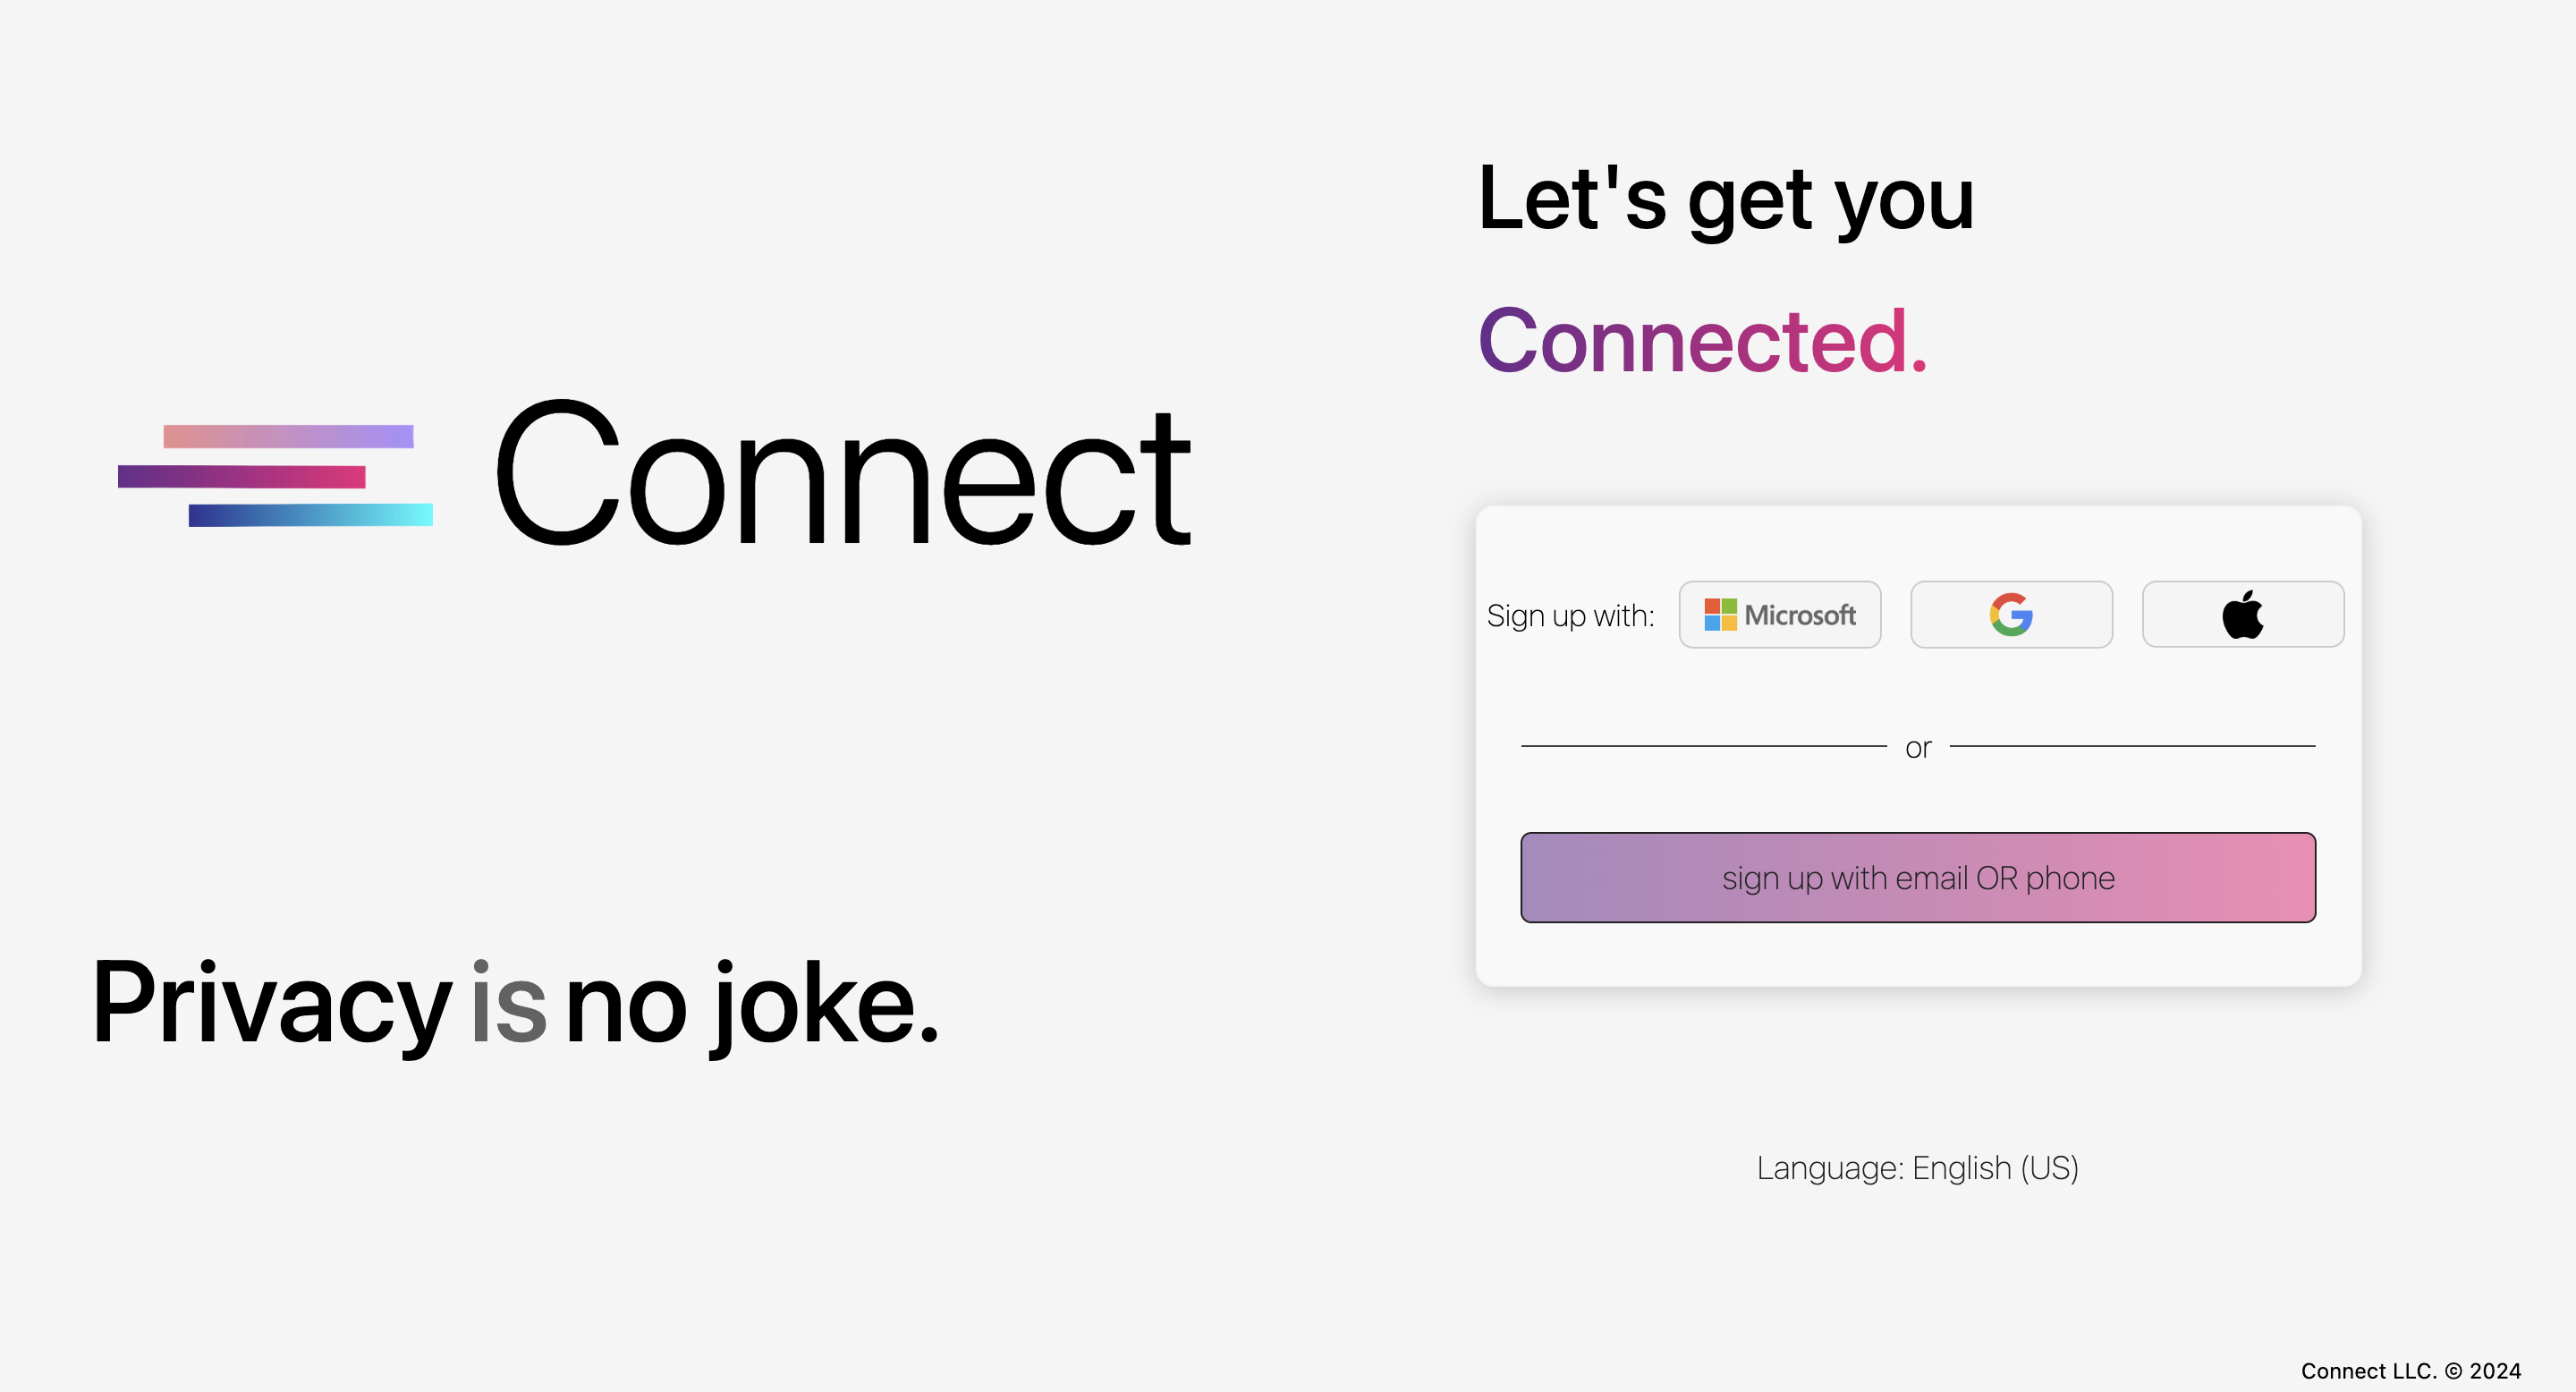 Connect
Privacy is no joke.
Let's get you
Connected.
Sign up with:
Microsoft
or
sign up with email OR phone
Language: English (US)
Connect LLC. © 2024